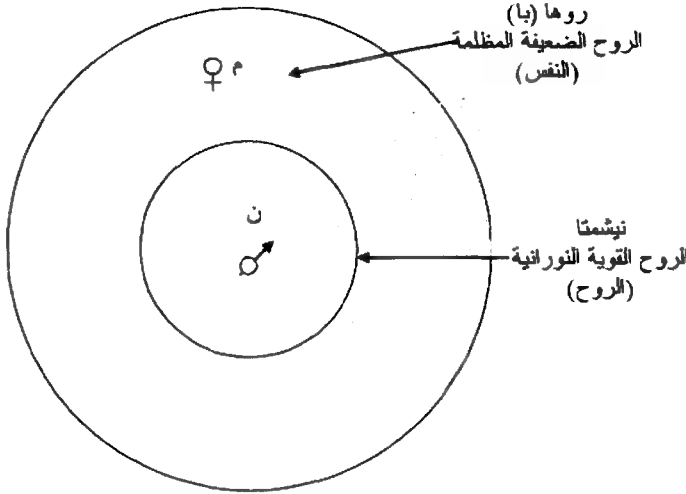 روها (با)
الروح الضعيفة المظلمة
(النفس)
م
ن
نيشمتا
الروح القوية النورانية
(الروح)